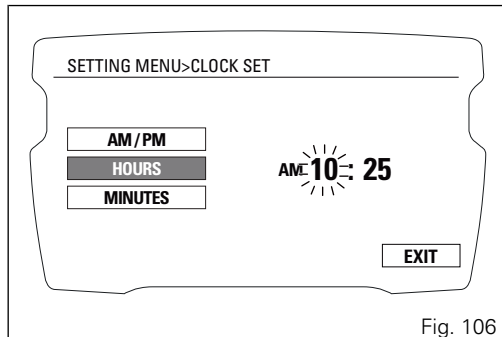 SETTING MENU>CLOCK SET
AM/PM
HOURS
AM 10 : 25
MINUTES
EXIT
Fig. 106